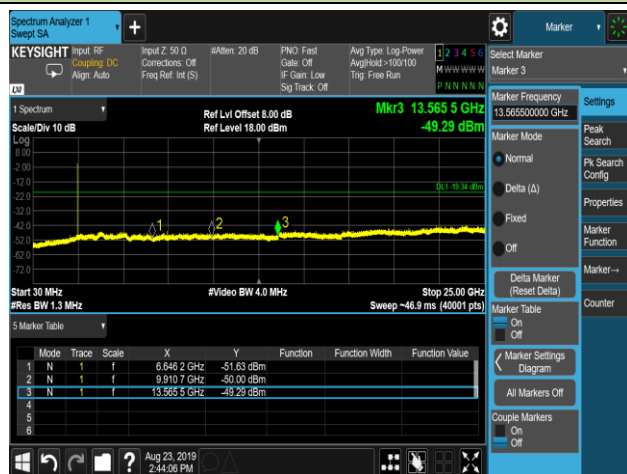 Spectrum Analyzer 1
Swept SA
Marker
KEYSIGHT
Input: RF
Coupling: DC
Align: Auto
Input Z: 50 Ω
Corrections: Off
Freq Ref: Int (S)
#Atten: 20 dB
PNO: Fast
Gate: Off
IF Gain: Low
Sig Track: Off
Avg Type: Log-Power
Avg|Hold:>100/100
Trig: Free Run
1 2 3 4 5 6
M W W W W W
P N N N N N
LXI
1 Spectrum
Scale/Div 10 dB
Ref Lvl Offset 8.00 dB
Ref Level 18.00 dBm
Mkr3 13.565 5 GHz
-49.29 dBm
Log
8.00
-2.00
-12.0
-22.0
-32.0
-42.0
-52.0
-62.0
-72.0
DL1 -19.34 dBm
1
2
3
Start 30 MHz
#Res BW 1.3 MHz
#Video BW 4.0 MHz
Stop 25.00 GHz
Sweep ~46.9 ms (40001 pts)
5 Marker Table
Mode Trace Scale X Y Function Function Width Function Value
1 N 1 f 6.646 2 GHz -51.63 dBm
2 N 1 f 9.910 7 GHz -50.00 dBm
3 N 1 f 13.565 5 GHz -49.29 dBm
4
5
6
Aug 23, 2019
2:44:06 PM
?
Select Marker
Marker 3
Marker Frequency
13.565500000 GHz
Marker Mode
Normal
Delta (Δ)
Fixed
Off
Delta Marker
(Reset Delta)
Marker Table
On
Off
Marker Settings
Diagram
All Markers Off
Couple Markers
On
Off
Settings
Peak
Search
Pk Search
Config
Properties
Marker
Function
Marker→
Counter